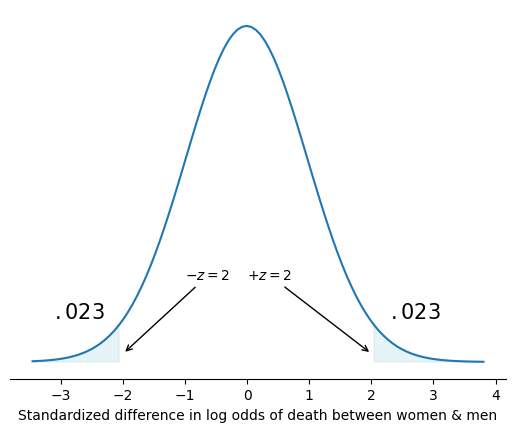 −z = 2 +z = 2
.023 .023
−3 −2 −1 0 1 2 3 4
Standardized difference in log odds of death between women & men